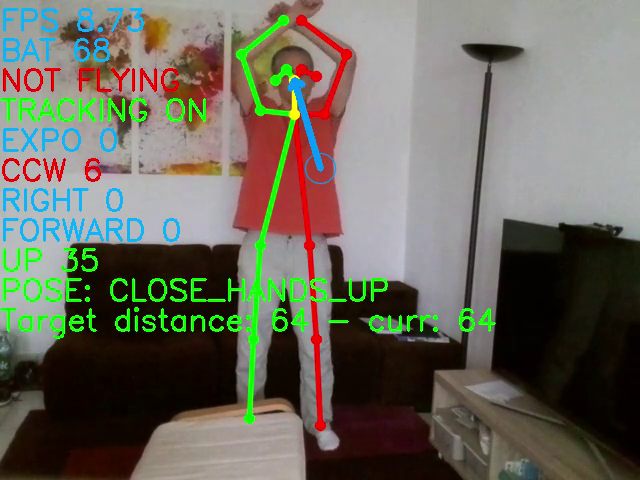 FPS 8.73
BAT 68
NOT FLYING
TRACKING ON
EXPO 0
CCW 6
RIGHT 0
FORWARD 0
UP 35
POSE: CLOSE_HANDS_UP
Target distance: 64 - curr: 64